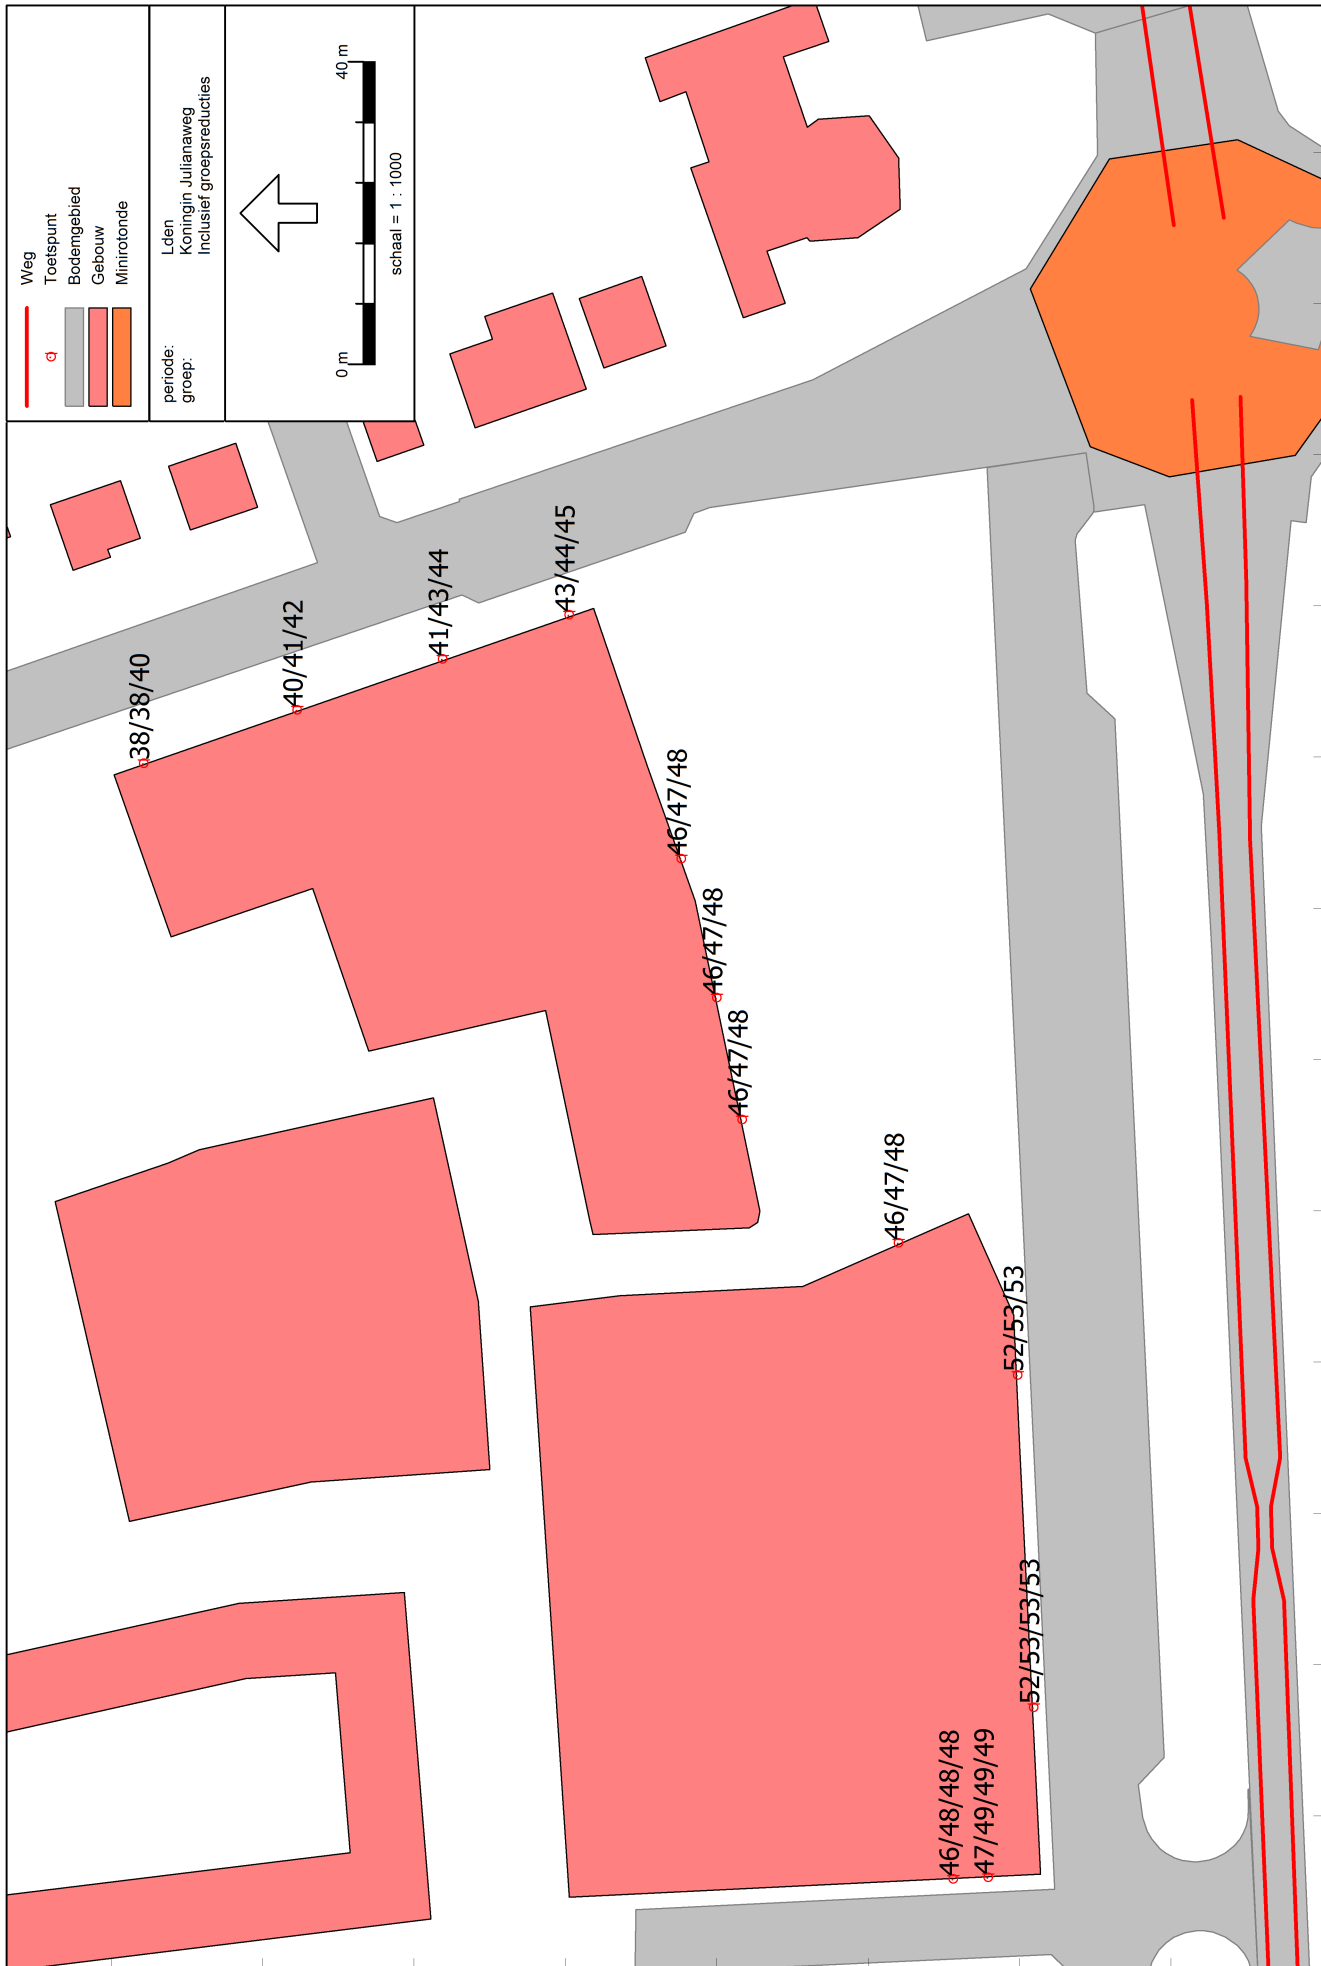 Weg
Toetspunt
Bodemgebied
Gebouw
Minirotonde
periode: Lden
groep: Koningin Julianaweg
Inclusief groepsreducties
0 m 40 m
schaal = 1 : 1000
38/38/40
40/41/42
41/43/44
43/44/45
46/47/48
46/47/48
46/47/48
46/47/48
52/53/53
52/53/53/53
46/48/48/48
47/49/49/49